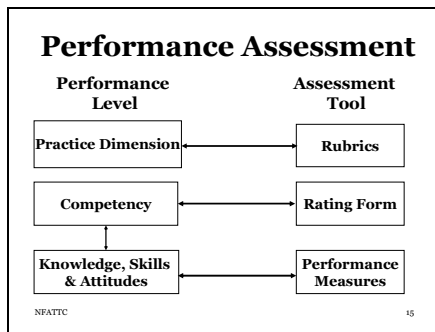 Performance Assessment
Performance
Level
Assessment
Tool
Practice Dimension
Rubrics
Competency
Rating Form
Knowledge, Skills
& Attitudes
Performance
Measures
NFATTC
15